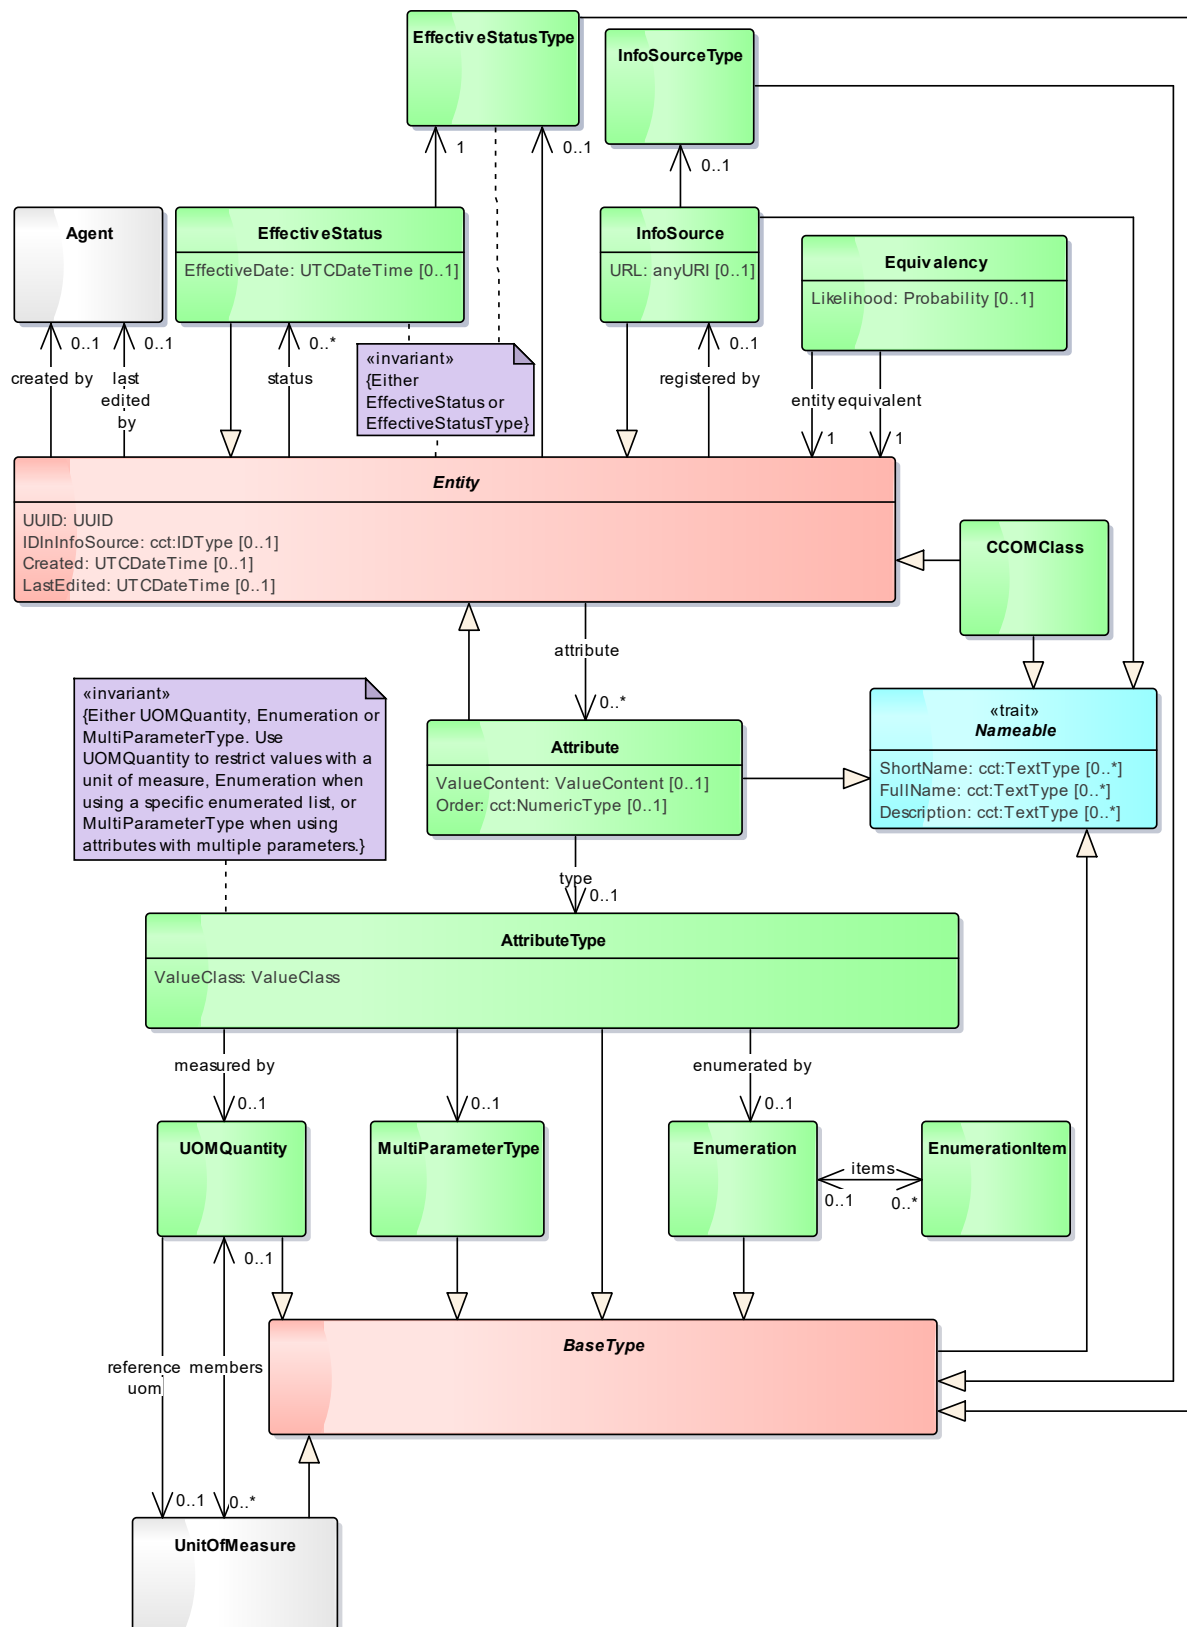 EffectiveStatusType
InfoSourceType
1
0..1
0..1
Agent
EffectiveStatus
EffectiveDate: UTCDateTime [0..1]
InfoSource
URL: anyURI [0..1]
Equivalency
Likelihood: Probability [0..1]
0..1
0..1
0..*
0..1
created by
last
edited
by
status
«invariant»
{Either
EffectiveStatus or
EffectiveStatusType}
registered by
entity
equivalent
1
1
Entity
UUID: UUID
IDInInfoSource: cct:IDType [0..1]
Created: UTCDateTime [0..1]
LastEdited: UTCDateTime [0..1]
CCOMClass
attribute
0..*
«invariant»
{Either UOMQuantity, Enumeration or
MultiParameterType. Use
UOMQuantity to restrict values with a
unit of measure, Enumeration when
using a specific enumerated list, or
MultiParameterType when using
attributes with multiple parameters.}
Attribute
ValueContent: ValueContent [0..1]
Order: cct:NumericType [0..1]
«trait»
Nameable
ShortName: cct:TextType [0..*]
FullName: cct:TextType [0..*]
Description: cct:TextType [0..*]
type
0..1
AttributeType
ValueClass: ValueClass
measured by
enumerated by
0..1
0..1
0..1
UOMQuantity
MultiParameterType
Enumeration
EnumerationItem
items
0..1
0..*
0..1
BaseType
reference
uom
members
0..1
0..*
UnitOfMeasure